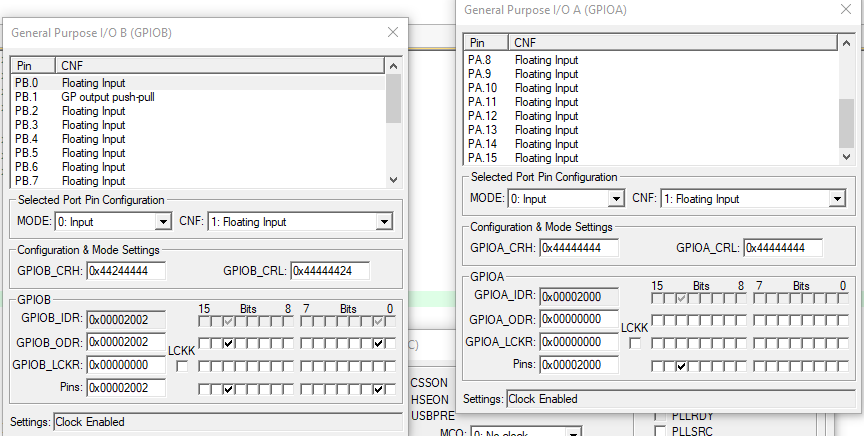 General Purpose I/O B (GPIOB)
Pin CNF
PB.0 Floating Input
PB.1 GP output push-pull
PB.2 Floating Input
PB.3 Floating Input
PB.4 Floating Input
PB.5 Floating Input
PB.6 Floating Input
PB.7 Floating Input
Selected Port Pin Configuration
MODE: 0: Input CNF: 1: Floating Input
Configuration & Mode Settings
GPIOB_CRH: 0x44244444 GPIOB_CRL: 0x44444424
GPIOB
15 Bits 8 7 Bits 0
GPIOB_IDR: 0x00002002
GPIOB_ODR: 0x00002002
LCKK
GPIOB_LCKR: 0x00000000
Pins: 0x00002002
Settings: Clock Enabled
General Purpose I/O A (GPIOA)
Pin CNF
PA.8 Floating Input
PA.9 Floating Input
PA.10 Floating Input
PA.11 Floating Input
PA.12 Floating Input
PA.13 Floating Input
PA.14 Floating Input
PA.15 Floating Input
Selected Port Pin Configuration
MODE: 0: Input CNF: 1: Floating Input
Configuration & Mode Settings
GPIOA_CRH: 0x44444444 GPIOA_CRL: 0x44444444
GPIOA
15 Bits 8 7 Bits 0
GPIOA_IDR: 0x00002000
GPIOA_ODR: 0x00000000
LCKK
GPIOA_LCKR: 0x00000000
Pins: 0x00002000
Settings: Clock Enabled
C)
CSSON
HSEON
USBPRE
MCO: 0: No clock
PLLRDY
PLLSRC